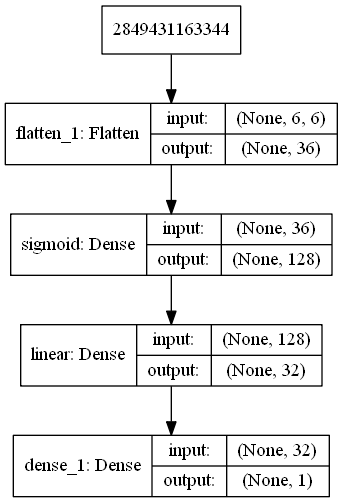 2849431163344
flatten_1: Flatten
input:
(None, 6, 6)
output:
(None, 36)
sigmoid: Dense
input:
(None, 36)
output:
(None, 128)
linear: Dense
input:
(None, 128)
output:
(None, 32)
dense_1: Dense
input:
(None, 32)
output:
(None, 1)